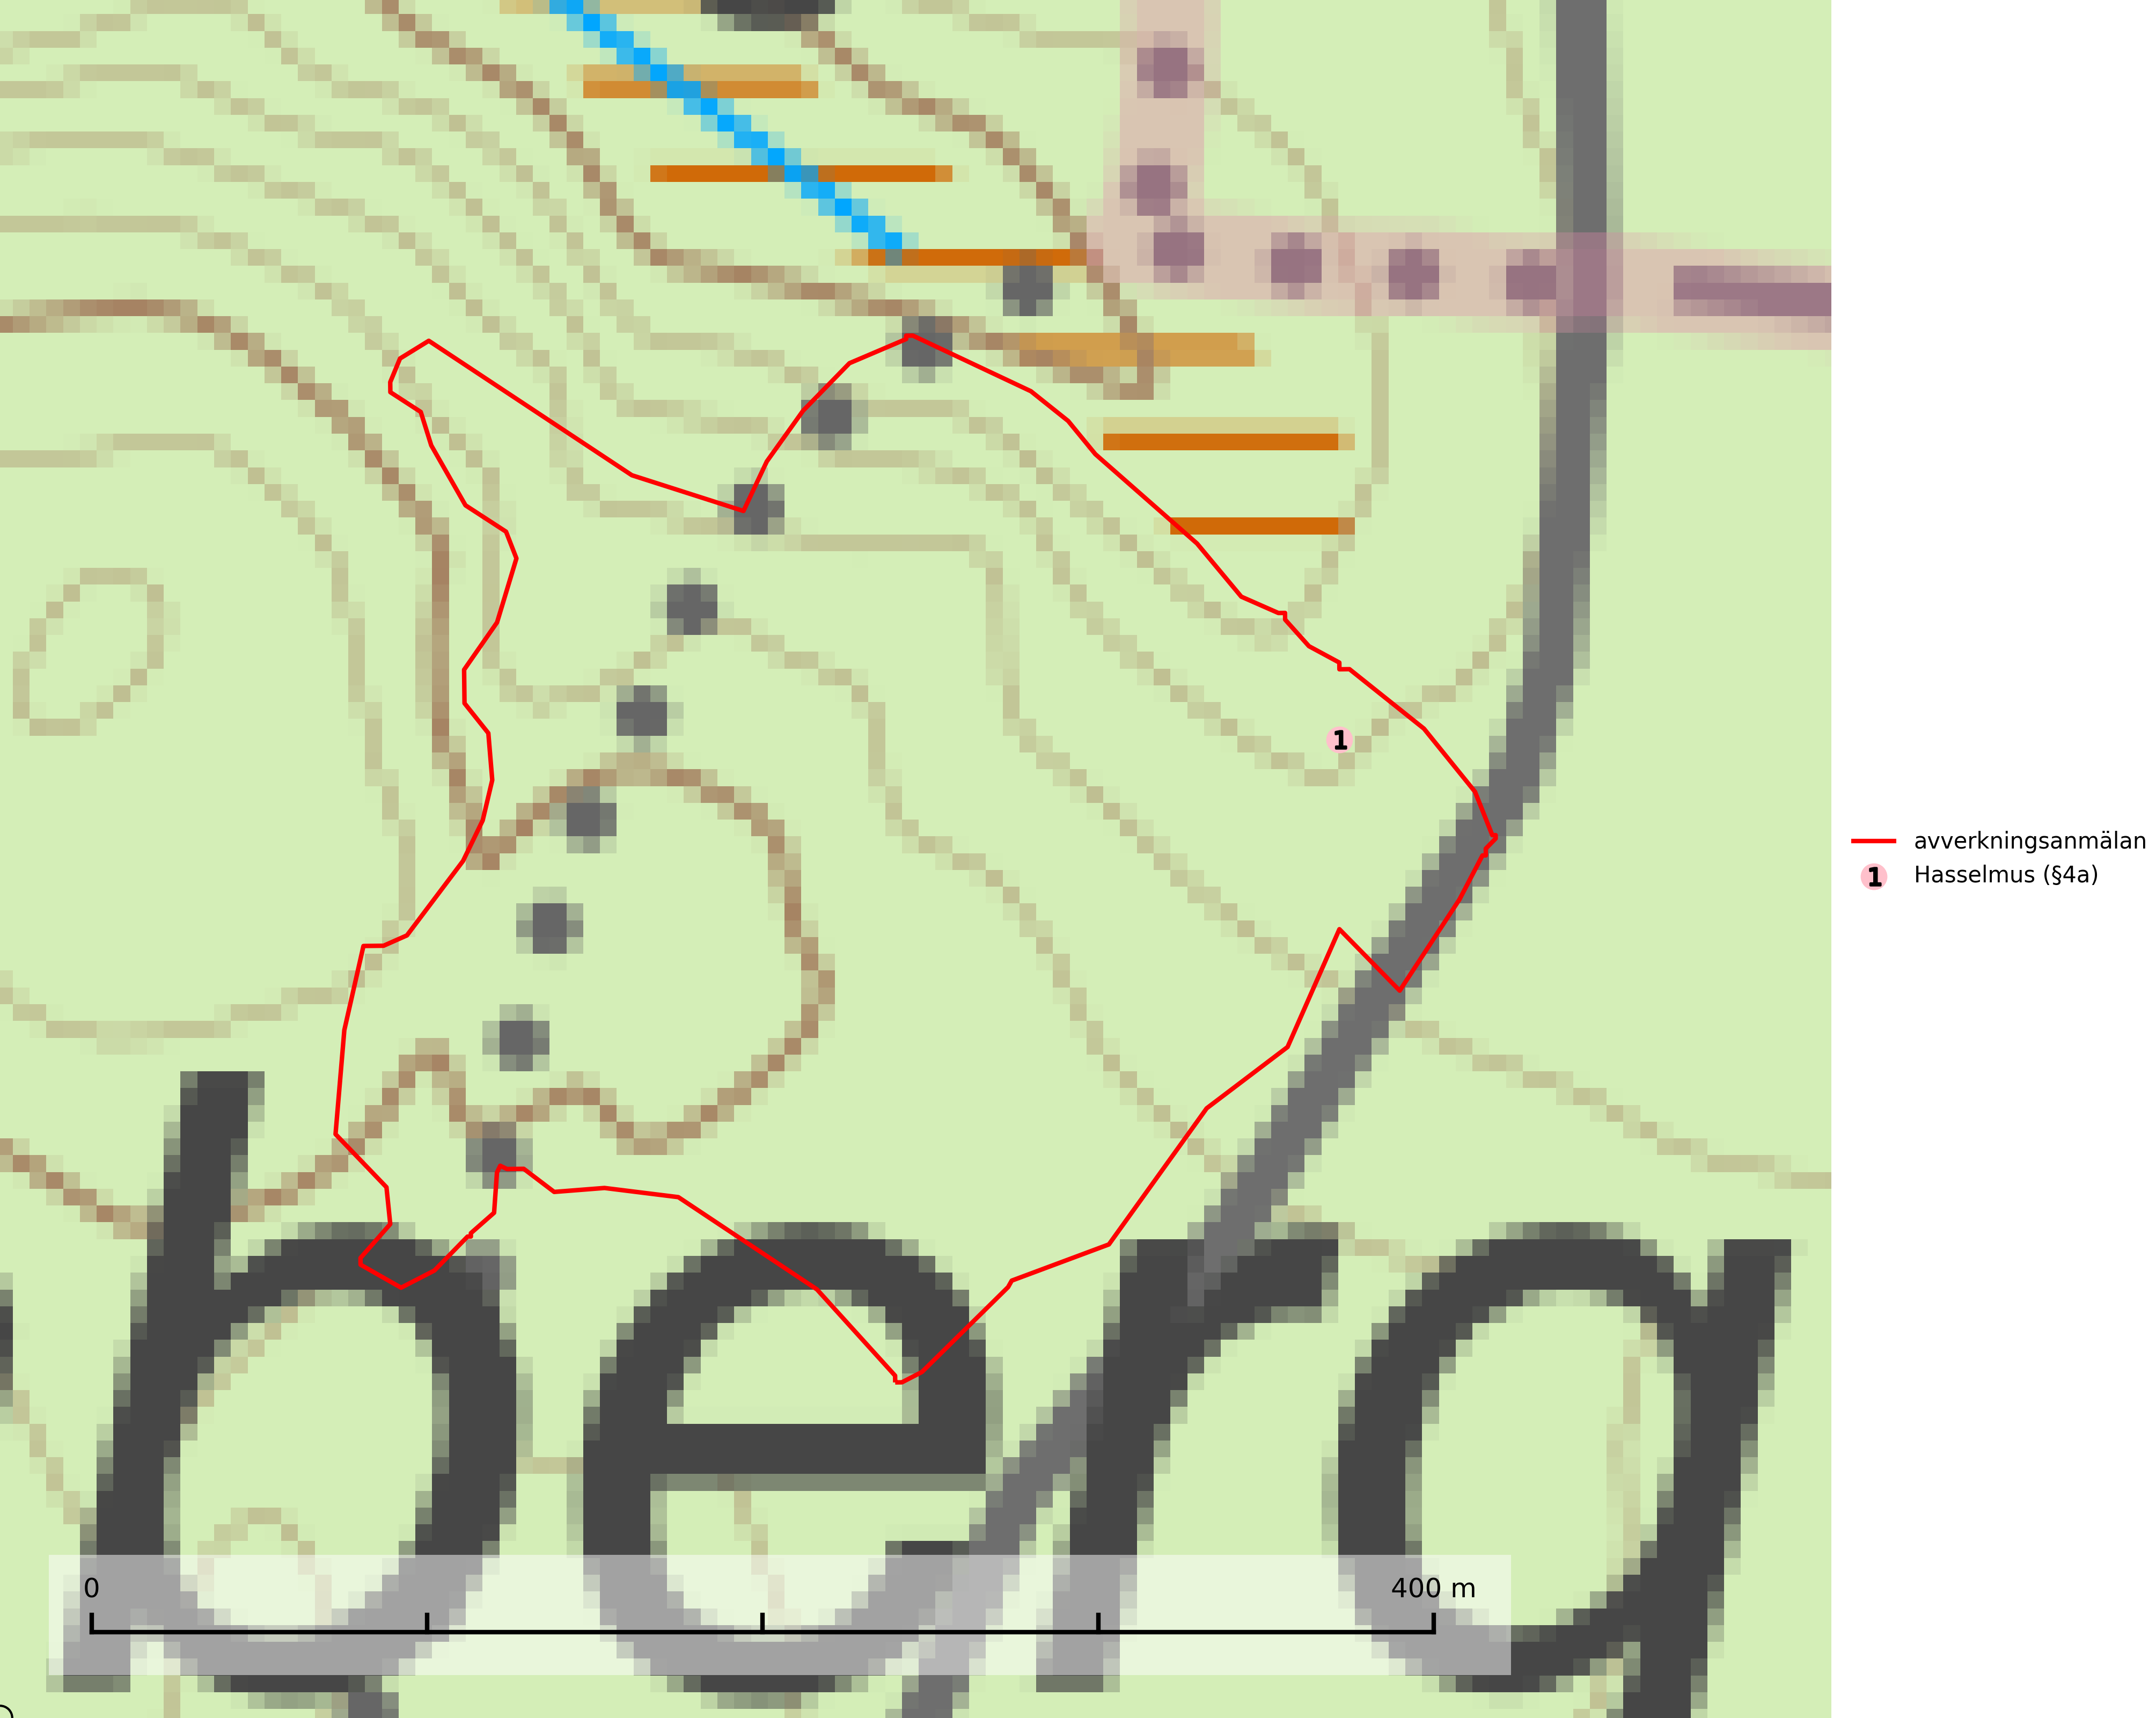 1
avverkningsanmälan
1 Hasselmus (§4a)
berg
0 400 m